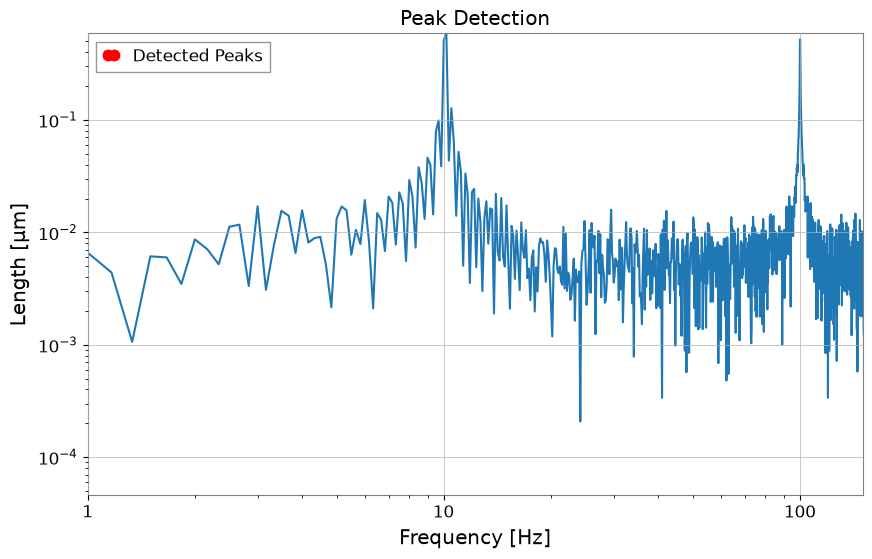 Peak Detection
Detected Peaks
Length [µm]
10⁻¹
10⁻²
10⁻³
10⁻⁴
1
10
100
Frequency [Hz]